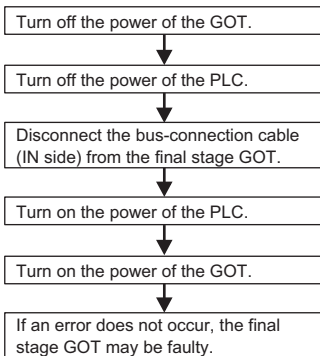 Turn off the power of the GOT.
Turn off the power of the PLC.
Disconnect the bus-connection cable
(IN side) from the final stage GOT.
Turn on the power of the PLC.
Turn on the power of the GOT.
If an error does not occur, the final
stage GOT may be faulty.